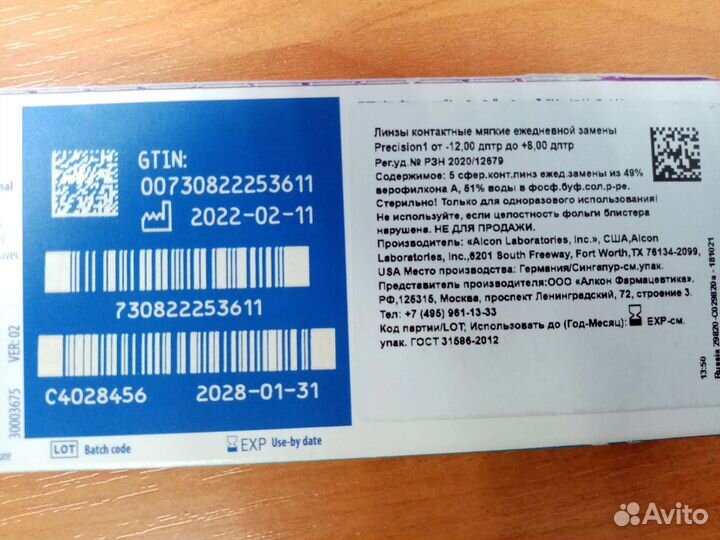 GTIN:
00730822253611
2022-02-11
730822253611
C4028456 2028-01-31
LOT Batch code EXP Use-by date
30003675 VER: 02
Линзы контактные мягкие ежедневной замены
Precision1 от -12,00 дптр до +8,00 дптр
Рег.уд.№ РЗН 2020/12679
Содержимое: 5 сфер.конт.линз ежед.замены из 49%
верофилкона А, 51% воды в фосф.буф.сол.р-ре.
Стерильно! Только для одноразового использования!
Не используйте, если целостность фольги блистера
нарушена. НЕ ДЛЯ ПРОДАЖИ.
Производитель: «Alcon Laboratories, Inc.», США,Alcon
Laboratories, Inc.,6201 South Freeway, Fort Worth,TX 76134-2099,
USA Место производства: Германия/Сингапур-см.упак.
Представитель производителя:ООО «Алкон Фармацевтика».
РФ,125315, Москва, проспект Ленинградский, 72, строение 3.
Тел: +7 (495) 961-13-33
Код партии/LOT, Использовать до (Год-Месяц): EXP-см.
упак. ГОСТ 31586-2012
13:50
Avito